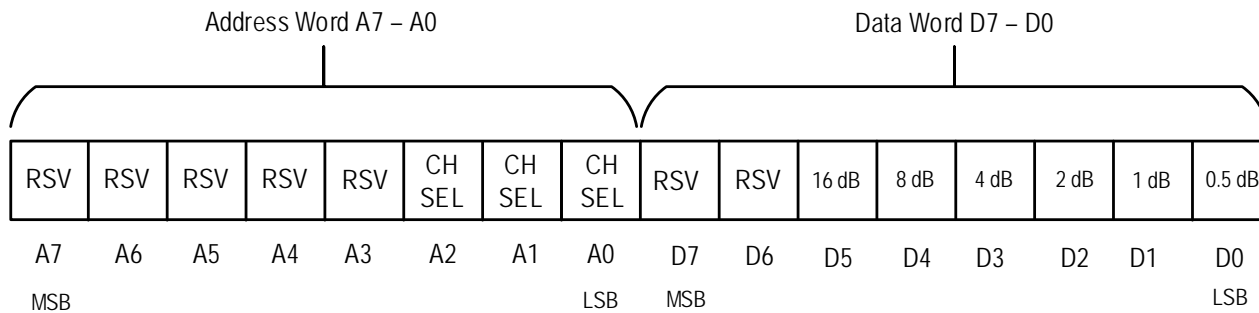 Address Word A7 – A0 Data Word D7 – D0
RSV RSV RSV RSV RSV CH SEL CH SEL CH SEL RSV RSV 16 dB 8 dB 4 dB 2 dB 1 dB 0.5 dB
A7 A6 A5 A4 A3 A2 A1 A0 D7 D6 D5 D4 D3 D2 D1 D0
MSB LSB MSB LSB